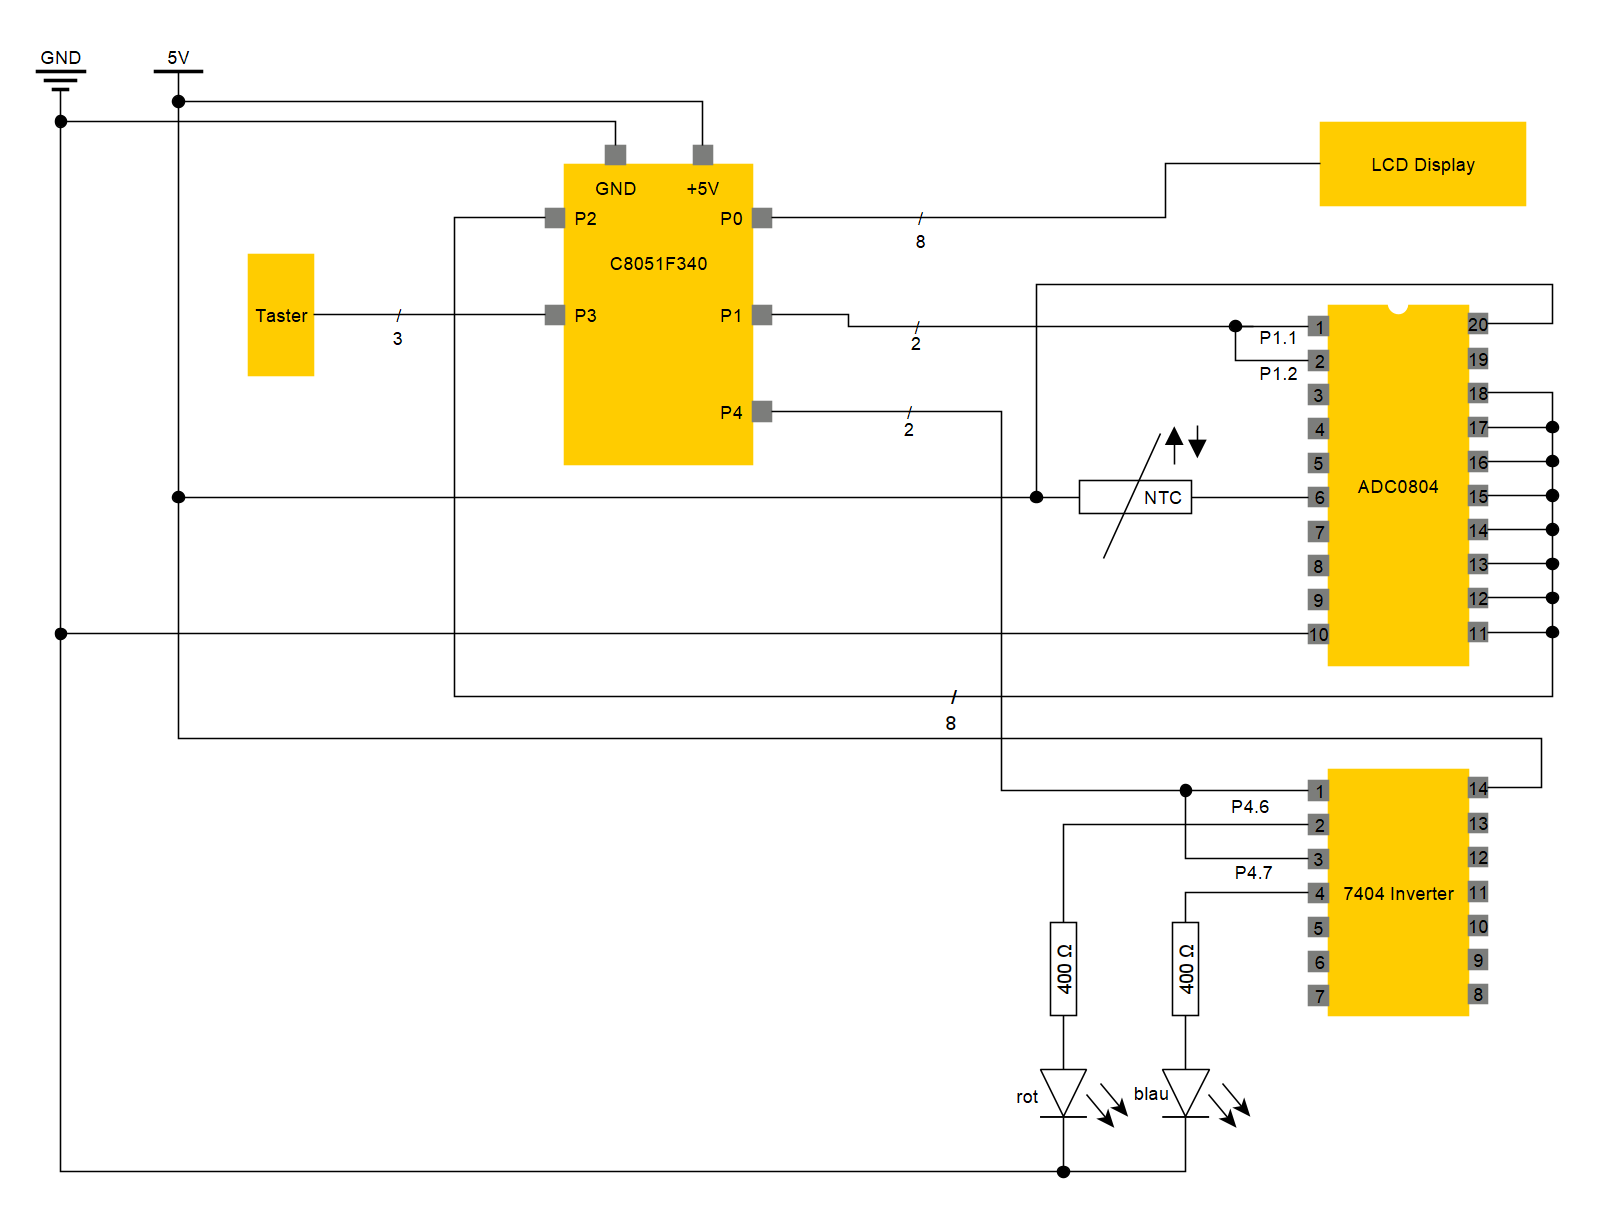 GND
5V
GND
+5V
P2
P0
C8051F340
P3
P1
P4
Taster
/
3
/
8
LCD Display
/
2
/
2
P1.1
P1.2
1
2
3
4
5
6
7
8
9
10
ADC0804
20
19
18
17
16
15
14
13
12
11
NTC
/
8
P4.6
P4.7
1
2
3
4
5
6
7
7404 Inverter
14
13
12
11
10
9
8
400 Ω
400 Ω
rot
blau